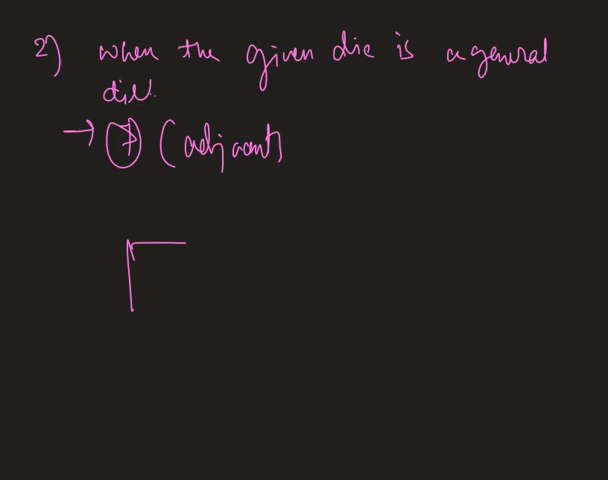 2) when the given die is a general
die.
→ 7 (adjacent)